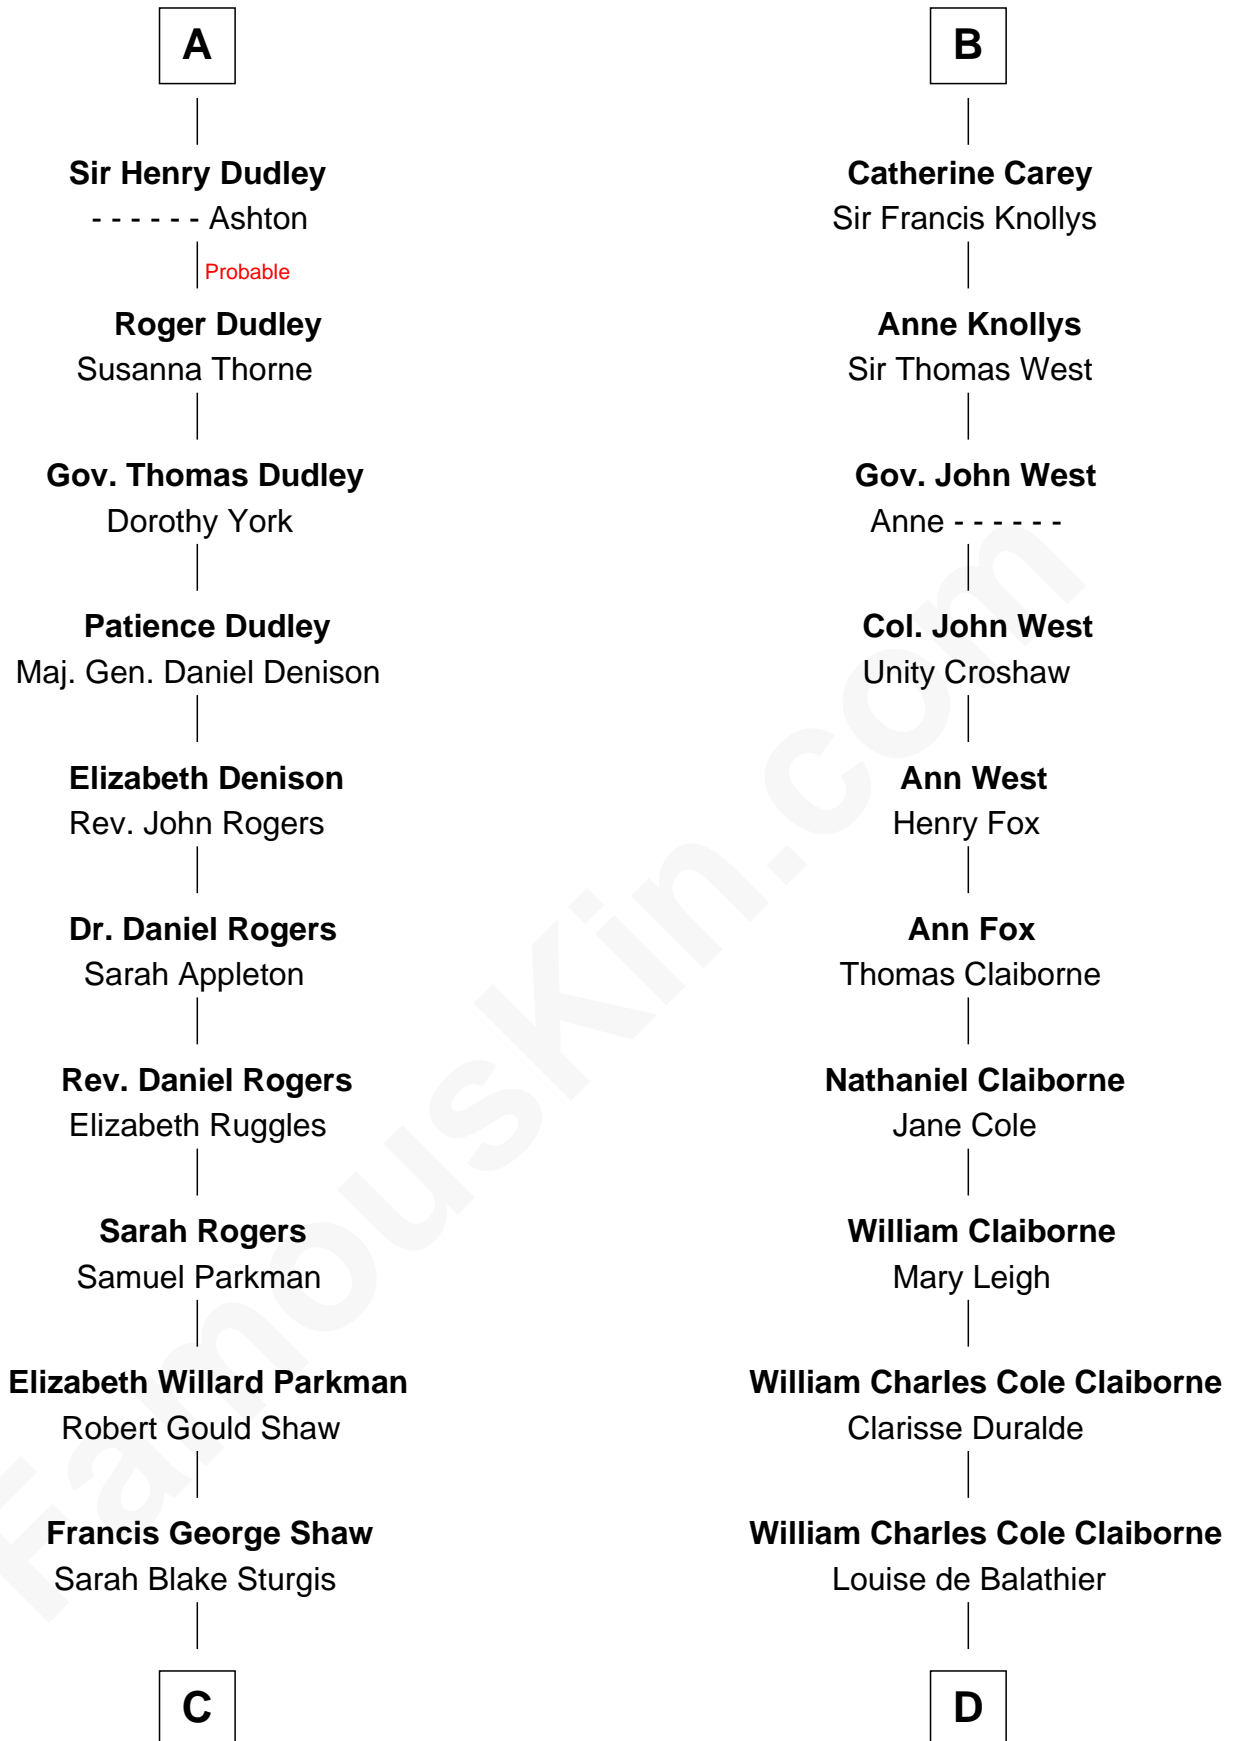 A
Sir Henry Dudley
- - - - - - Ashton
Probable
Roger Dudley
Susanna Thorne
Gov. Thomas Dudley
Dorothy York
Patience Dudley
Maj. Gen. Daniel Denison
Elizabeth Denison
Rev. John Rogers
Dr. Daniel Rogers
Sarah Appleton
Rev. Daniel Rogers
Elizabeth Ruggles
Sarah Rogers
Samuel Parkman
Elizabeth Willard Parkman
Robert Gould Shaw
Francis George Shaw
Sarah Blake Sturgis
C
B
Catherine Carey
Sir Francis Knollys
Anne Knollys
Sir Thomas West
Gov. John West
Anne - - - - - -
Col. John West
Unity Croshaw
Ann West
Henry Fox
Ann Fox
Thomas Claiborne
Nathaniel Claiborne
Jane Cole
William Claiborne
Mary Leigh
William Charles Cole Claiborne
Clarisse Duralde
William Charles Cole Claiborne
Louise de Balathier
D
FamousKin.com